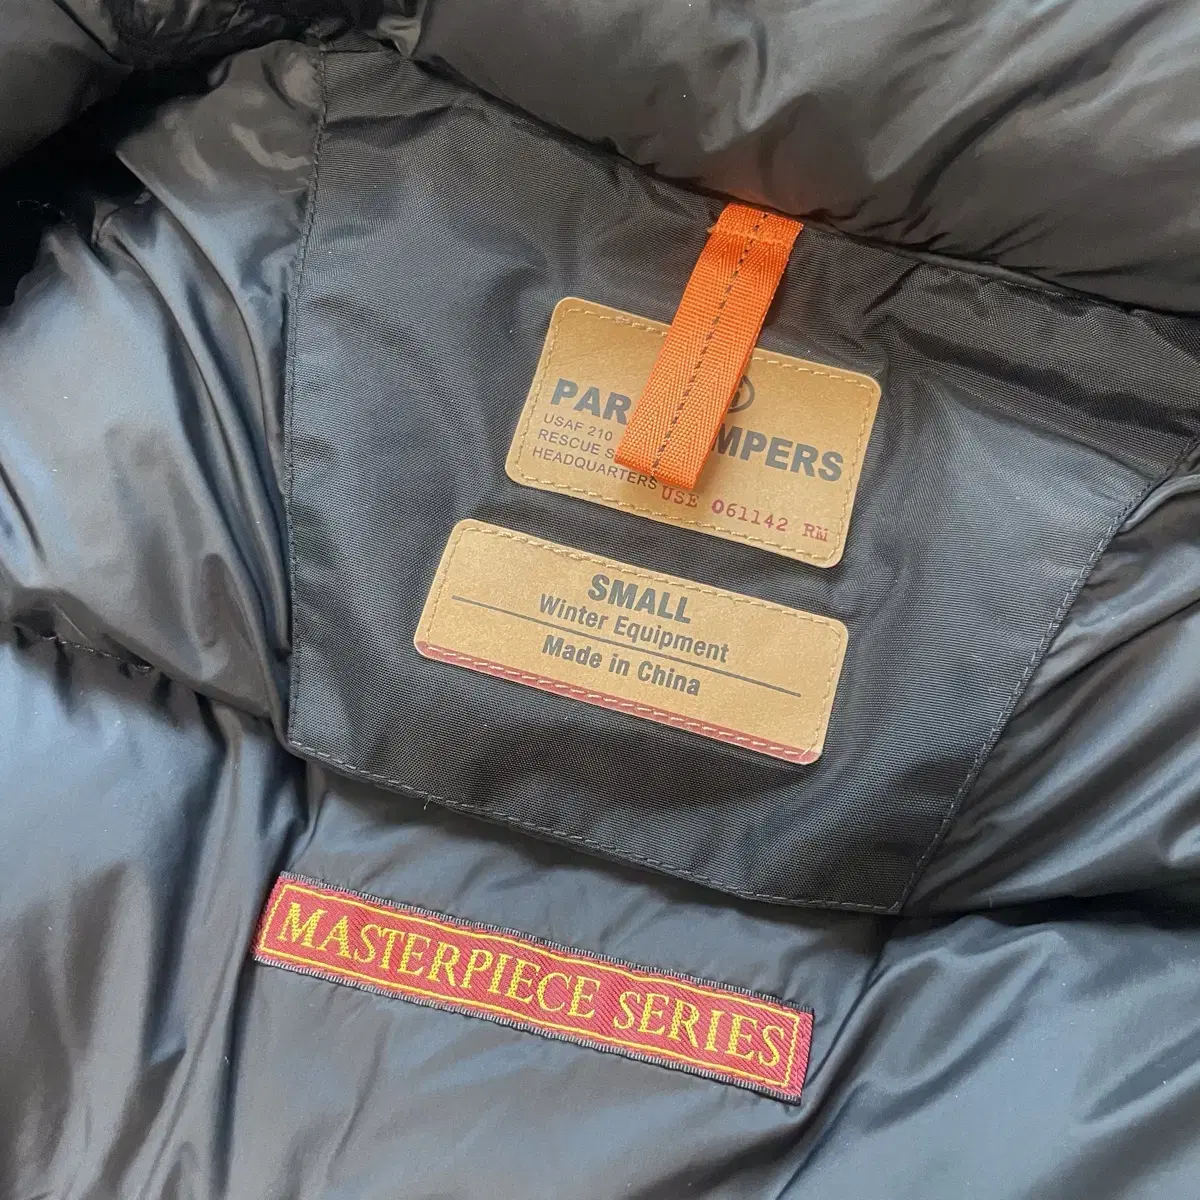 PAR MPERS
USAF 210
RESCUE S
HEADQUARTERS
USE 061142 RM
SMALL
Winter Equipment
Made in China
MASTERPIECE SERIES